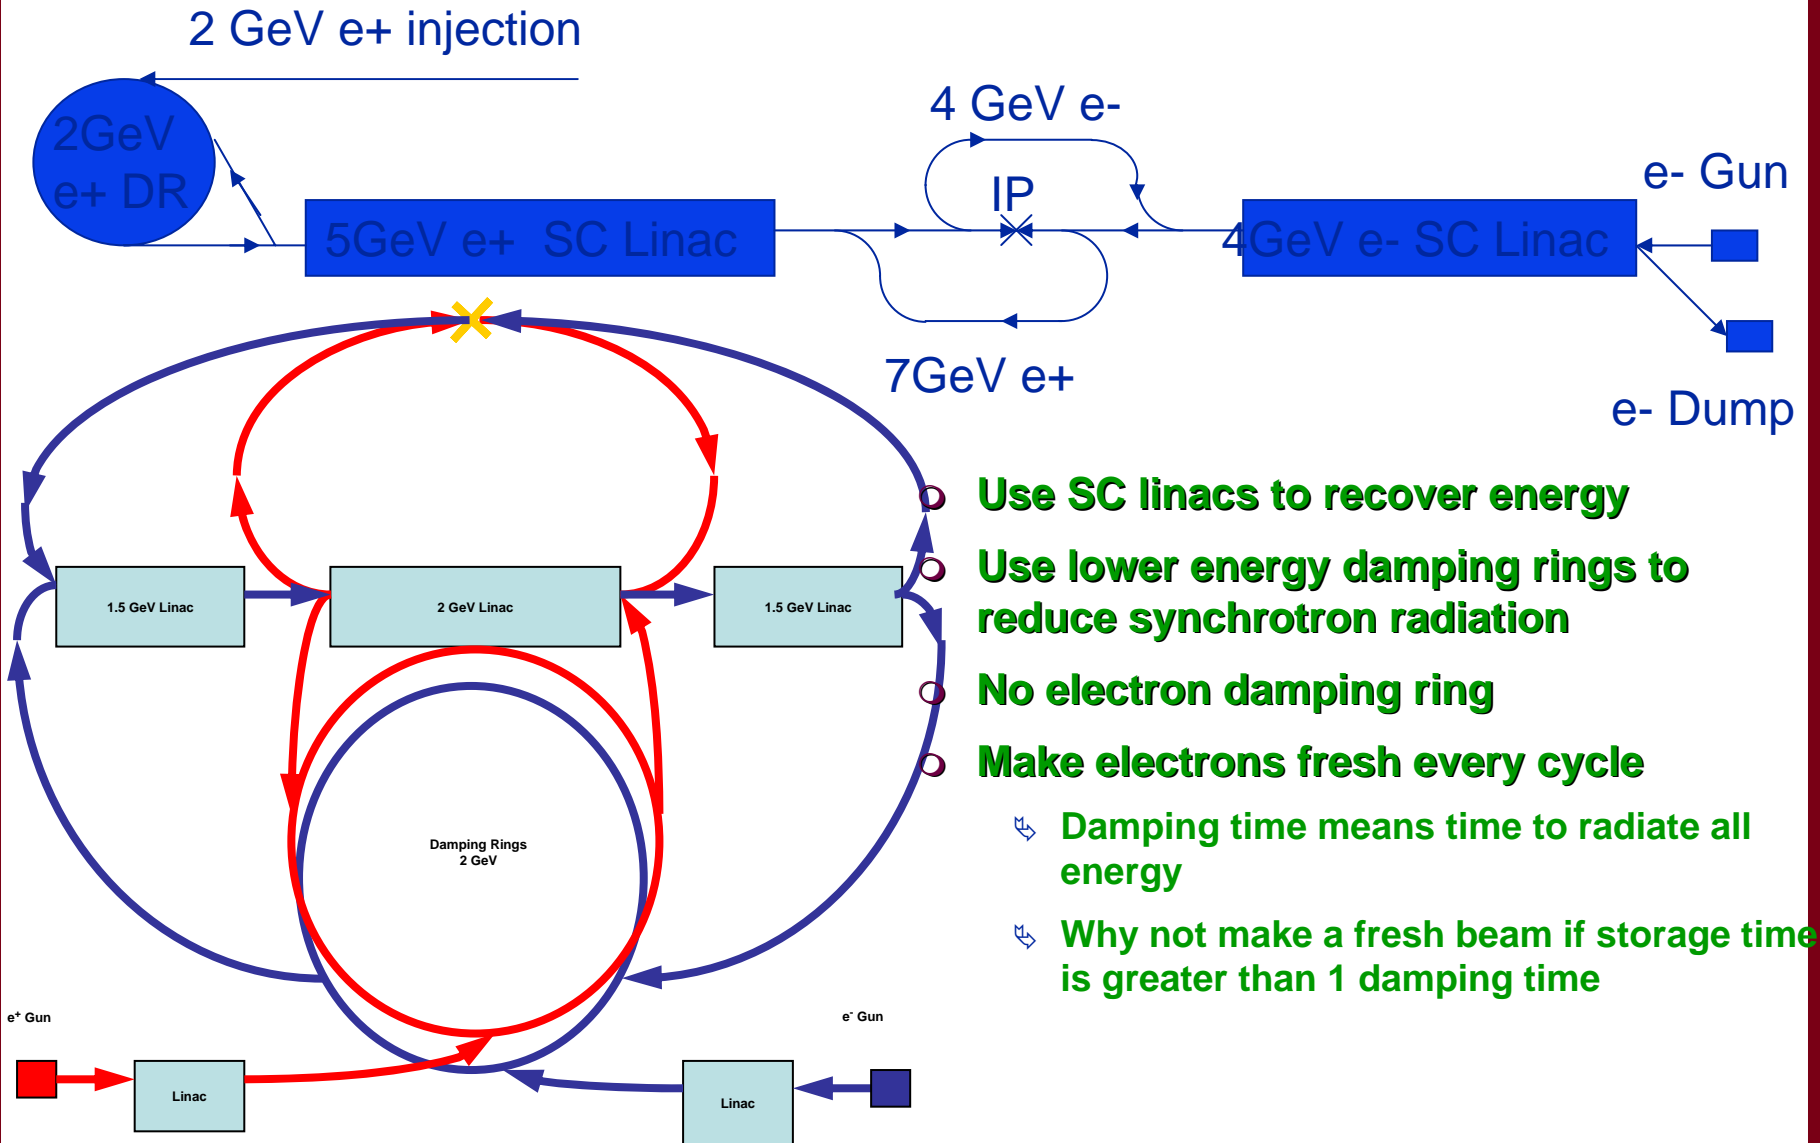 2 GeV e+ injection
2GeV
e+ DR
5GeV e+ SC Linac
4 GeV e-
IP
7GeV e+
4GeV e- SC Linac
e- Gun
e- Dump
1.5 GeV Linac
2 GeV Linac
1.5 GeV Linac
Damping Rings
2 GeV
e+ Gun
Linac
e- Gun
Linac
Use SC linacs to recover energy
Use lower energy damping rings to
reduce synchrotron radiation
No electron damping ring
Make electrons fresh every cycle
Damping time means time to radiate all
energy
Why not make a fresh beam if storage time
is greater than 1 damping time